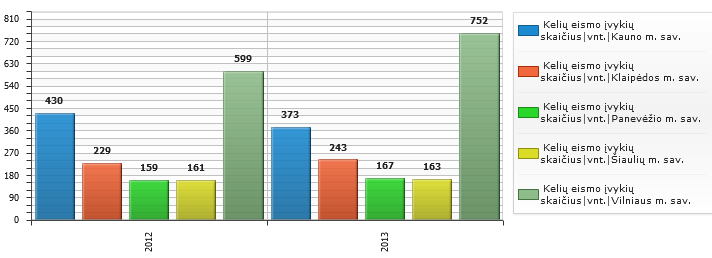 810
720
630
540
450
360
270
180
90
0
430
229
159
161
599
373
243
167
163
752
2012
2013
Kelių eismo įvykių
skaičius|vnt.|Kauno m. sav.
Kelių eismo įvykių
skaičius|vnt.|Klaipėdos m. sav.
Kelių eismo įvykių
skaičius|vnt.|Panevėžio m. sav.
Kelių eismo įvykių
skaičius|vnt.|Šiaulių m. sav.
Kelių eismo įvykių
skaičius|vnt.|Vilniaus m. sav.